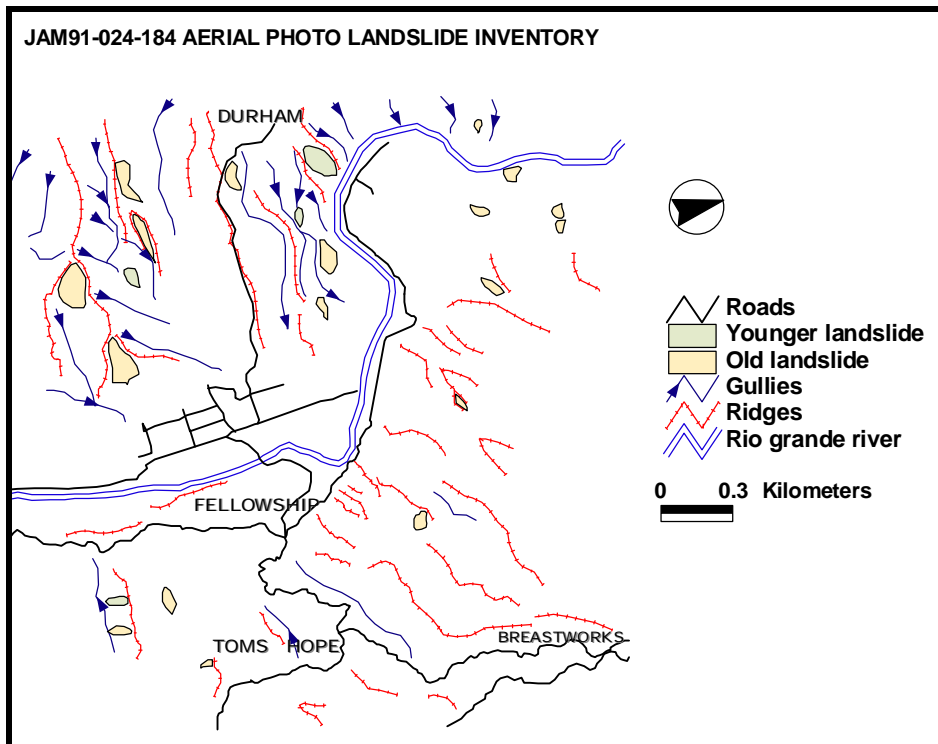 JAM91-024-184 AERIAL PHOTO LANDSLIDE INVENTORY
DURHAM
Roads
Younger landslide
Old landslide
Gullies
Ridges
Rio grande river
0 0.3 Kilometers
FELLOWSHIP
TOMS HOPE
BREASTWORKS